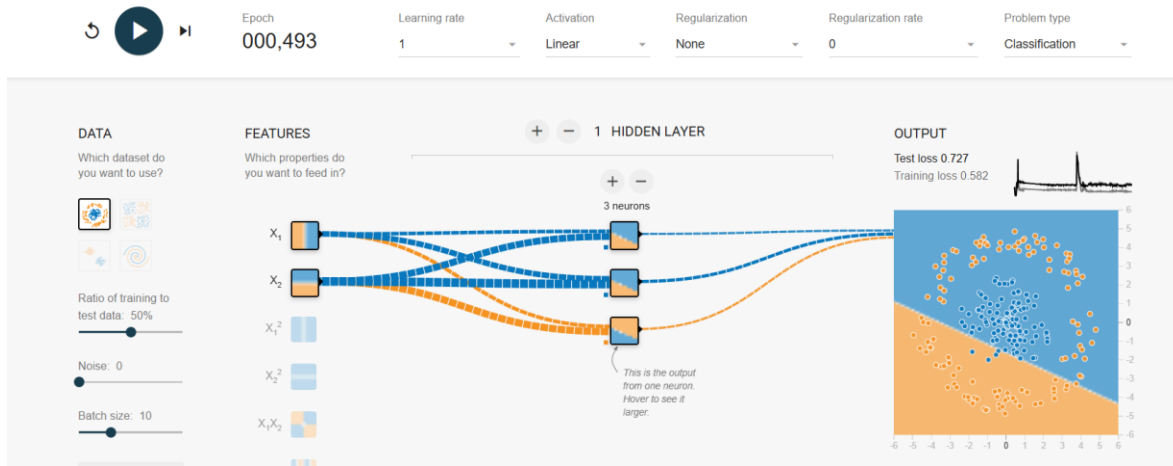 Epoch
000,493
Learning rate
1
Activation
Linear
Regularization
None
Regularization rate
0
Problem type
Classification
DATA
Which dataset do
you want to use?
Ratio of training to
test data: 50%
Noise: 0
Batch size: 10
FEATURES
Which properties do
you want to feed in?
X1
X2
X1²
X2²
X1X2
+ − 1 HIDDEN LAYER
+ −
3 neurons
This is the output
from one neuron.
Hover to see it
larger.
OUTPUT
Test loss 0.727
Training loss 0.582
6
5
4
3
2
1
0
-1
-2
-3
-4
-5
-6
-6 -5 -4 -3 -2 -1 0 1 2 3 4 5 6